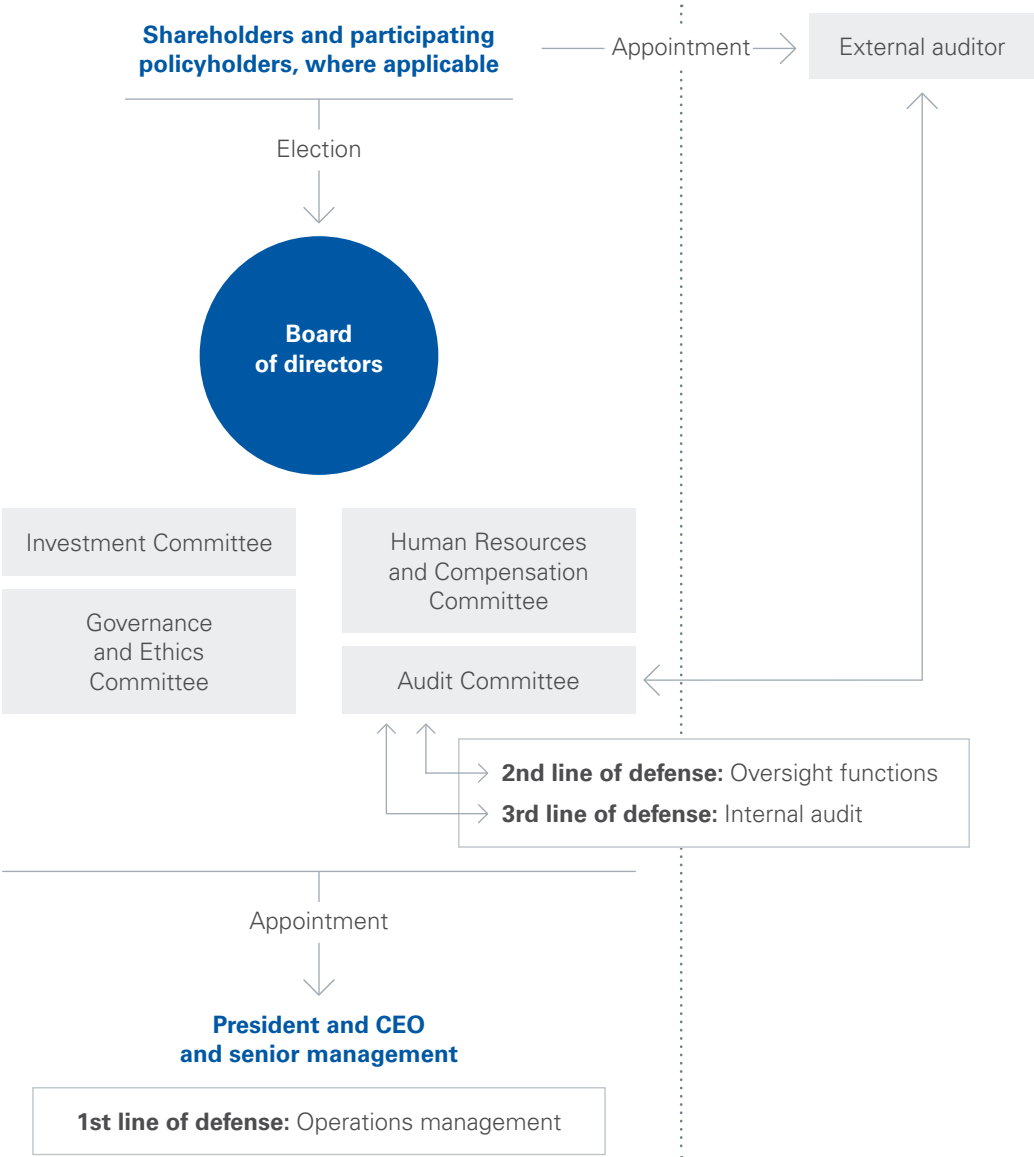 Shareholders and participating
policyholders, where applicable
Appointment
External auditor
Election
Board
of directors
Investment Committee
Human Resources
and Compensation
Committee
Governance
and Ethics
Committee
Audit Committee
2nd line of defense: Oversight functions
3rd line of defense: Internal audit
Appointment
President and CEO
and senior management
1st line of defense: Operations management